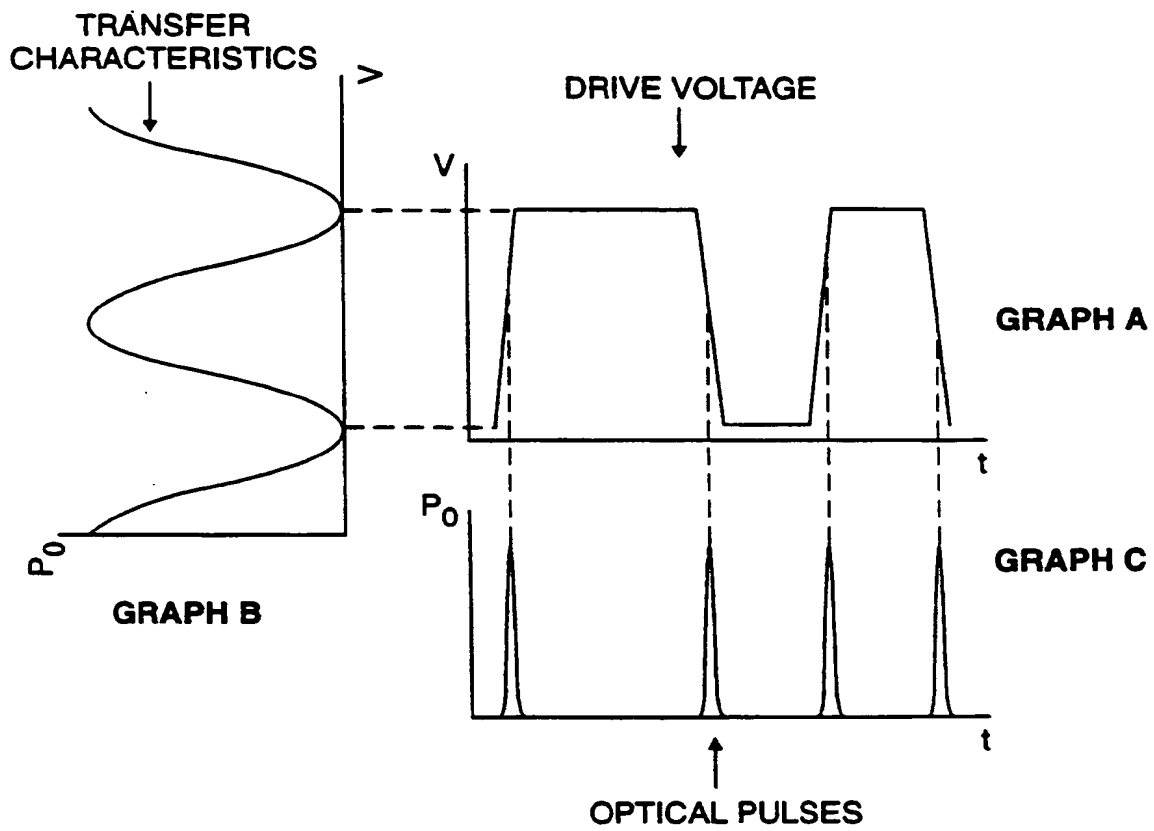 TRANSFER
CHARACTERISTICS
V
DRIVE VOLTAGE
V
GRAPH A
t
P0
GRAPH B
P0
GRAPH C
t
OPTICAL PULSES